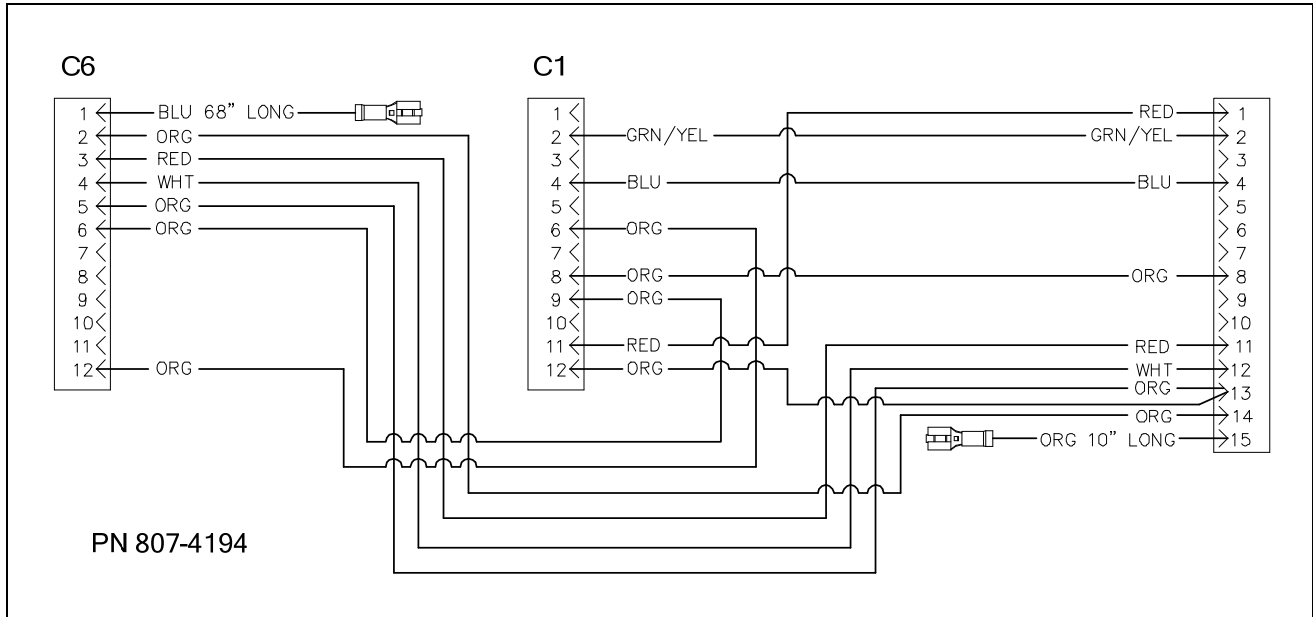 C6
C1
1 BLU 68” LONG
2 ORG
3 RED
4 WHT
5 ORG
6 ORG
7
8
9
10
11
12 ORG
1
2 GRN/YEL
3
4 BLU
5
6 ORG
7
8 ORG
9 ORG
10
11 RED
12 ORG
RED 1
GRN/YEL 2
3
BLU 4
5
6
7
ORG 8
9
10
RED 11
WHT 12
ORG 13
ORG 14
ORG 10” LONG 15
PN 807-4194